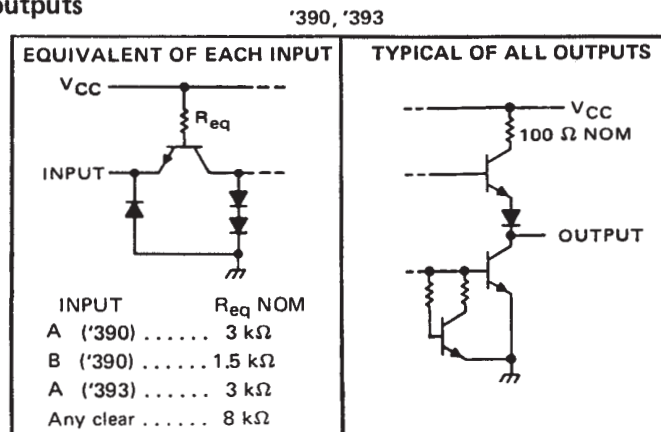 outputs
'390, '393
EQUIVALENT OF EACH INPUT
VCC
Req
INPUT
INPUT Req NOM
A ('390) ...... 3 kΩ
B ('390) ...... 1.5 kΩ
A ('393) ...... 3 kΩ
Any clear ...... 8 kΩ
TYPICAL OF ALL OUTPUTS
VCC
100 Ω NOM
OUTPUT